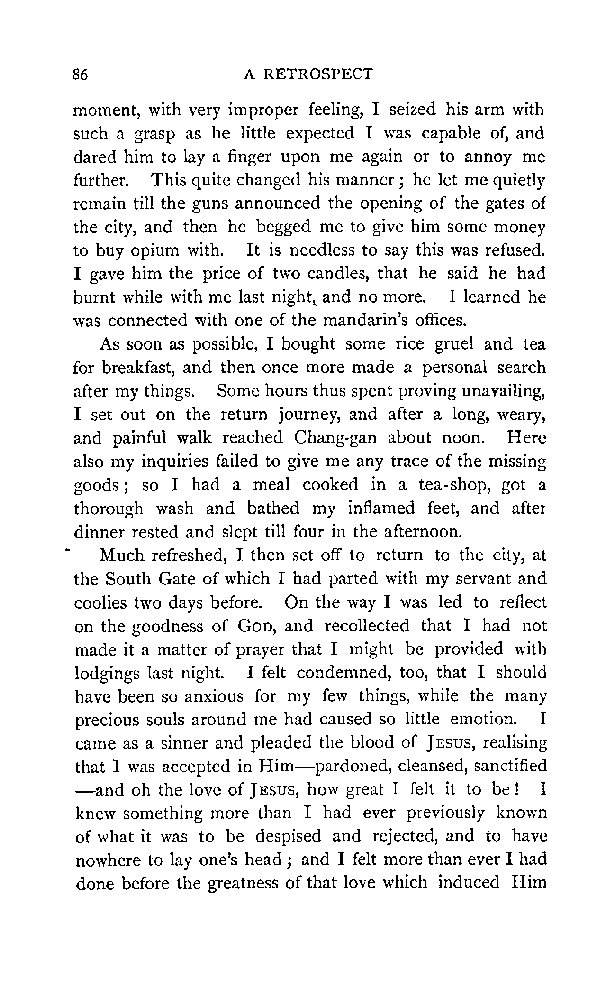 86 A RETROSPECT
moment, with very improper feeling, I seized his arm with
such a grasp as he little expected I was capable of, and
dared him to lay a finger upon me again or to annoy me
further. This quite changed his manner; he let me quietly
remain till the guns announced the opening of the gates of
the city, and then he begged me to give him some money
to buy opium with. It is needless to say this was refused.
I gave him the price of two candles, that he said he had
burnt while with me last night, and no more. I learned he
was connected with one of the mandarin's offices.
As soon as possible, I bought some rice gruel and tea
for breakfast, and then once more made a personal search
after my things. Some hours thus spent proving unavailing,
I set out on the return journey, and after a long, weary,
and painful walk reached Chang-gan about noon. Here
also my inquiries failed to give me any trace of the missing
goods; so I had a meal cooked in a tea-shop, got a
thorough wash and bathed my inflamed feet, and after
dinner rested and slept till four in the afternoon.
Much refreshed, I then set off to return to the city, at
the South Gate of which I had parted with my servant and
coolies two days before. On the way I was led to reflect
on the goodness of GOD, and recollected that I had not
made it a matter of prayer that I might be provided with
lodgings last night. I felt condemned, too, that I should
have been so anxious for my few things, while the many
precious souls around me had caused so little emotion. I
came as a sinner and pleaded the blood of JESUS, realising
that I was accepted in Him—pardoned, cleansed, sanctified
—and oh the love of JESUS, how great I felt it to be! I
knew something more than I had ever previously known
of what it was to be despised and rejected, and to have
nowhere to lay one's head; and I felt more than ever I had
done before the greatness of that love which induced Him